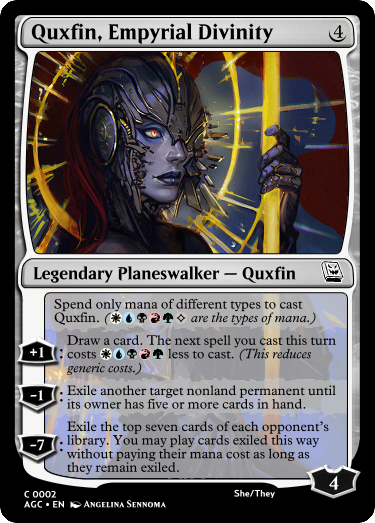 Quxfin, Empyrial Divinity 4
Legendary Planeswalker — Quxfin
Spend only mana of different types to cast
Quxfin. ( are the types of mana.)
+1: Draw a card. The next spell you cast this turn
costs less to cast. (This reduces
generic costs.)
-1: Exile another target nonland permanent until
its owner has five or more cards in hand.
-7: Exile the top seven cards of each opponent's
library. You may play cards exiled this way
without paying their mana cost as long as
they remain exiled.
4
C 0002
She/They
AGC • EN Angelina Sennoma